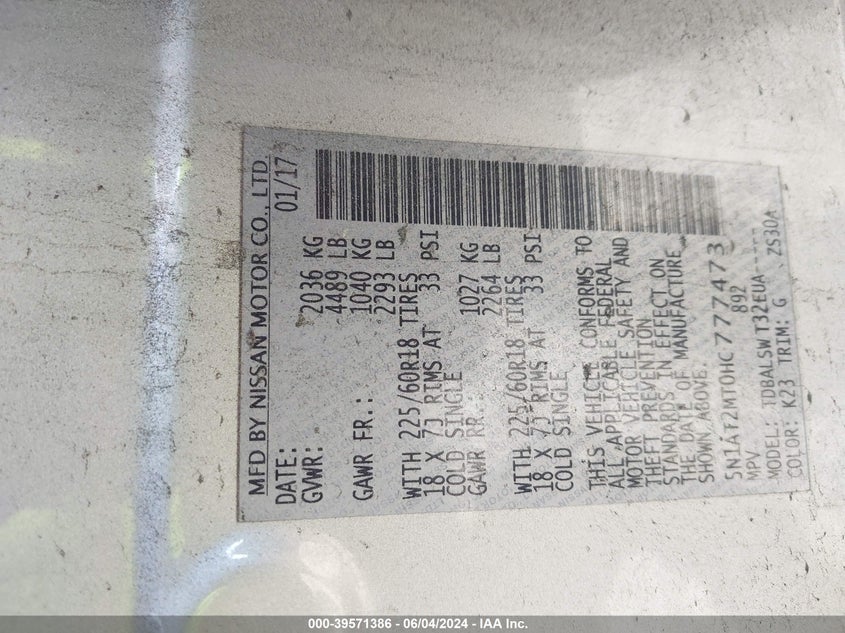 MFD BY NISSAN MOTOR CO., LTD.
DATE: 01/17
GVWR: 2036 KG
4489 LB
GAWR FR.: 1040 KG
2293 LB
WITH 225/60R18 TIRES
18 X 7J RIMS AT 33 PSI
COLD SINGLE
GAWR RR.: 1027 KG
2264 LB
WITH 225/60R18 TIRES
18 X 7J RIMS AT 33 PSI
COLD SINGLE
THIS VEHICLE CONFORMS TO
ALL APPLICABLE FEDERAL
MOTOR VEHICLE SAFETY AND
THEFT PREVENTION
STANDARDS IN EFFECT ON
THE DATE OF MANUFACTURE
SHOWN ABOVE.
5N1AT2MT0HC777473
MPV 892
MODEL: TDBALSWT32EUA-----
COLOR: K23 TRIM: G ZS30A
000-39571386 - 06/04/2024 - IAA Inc.